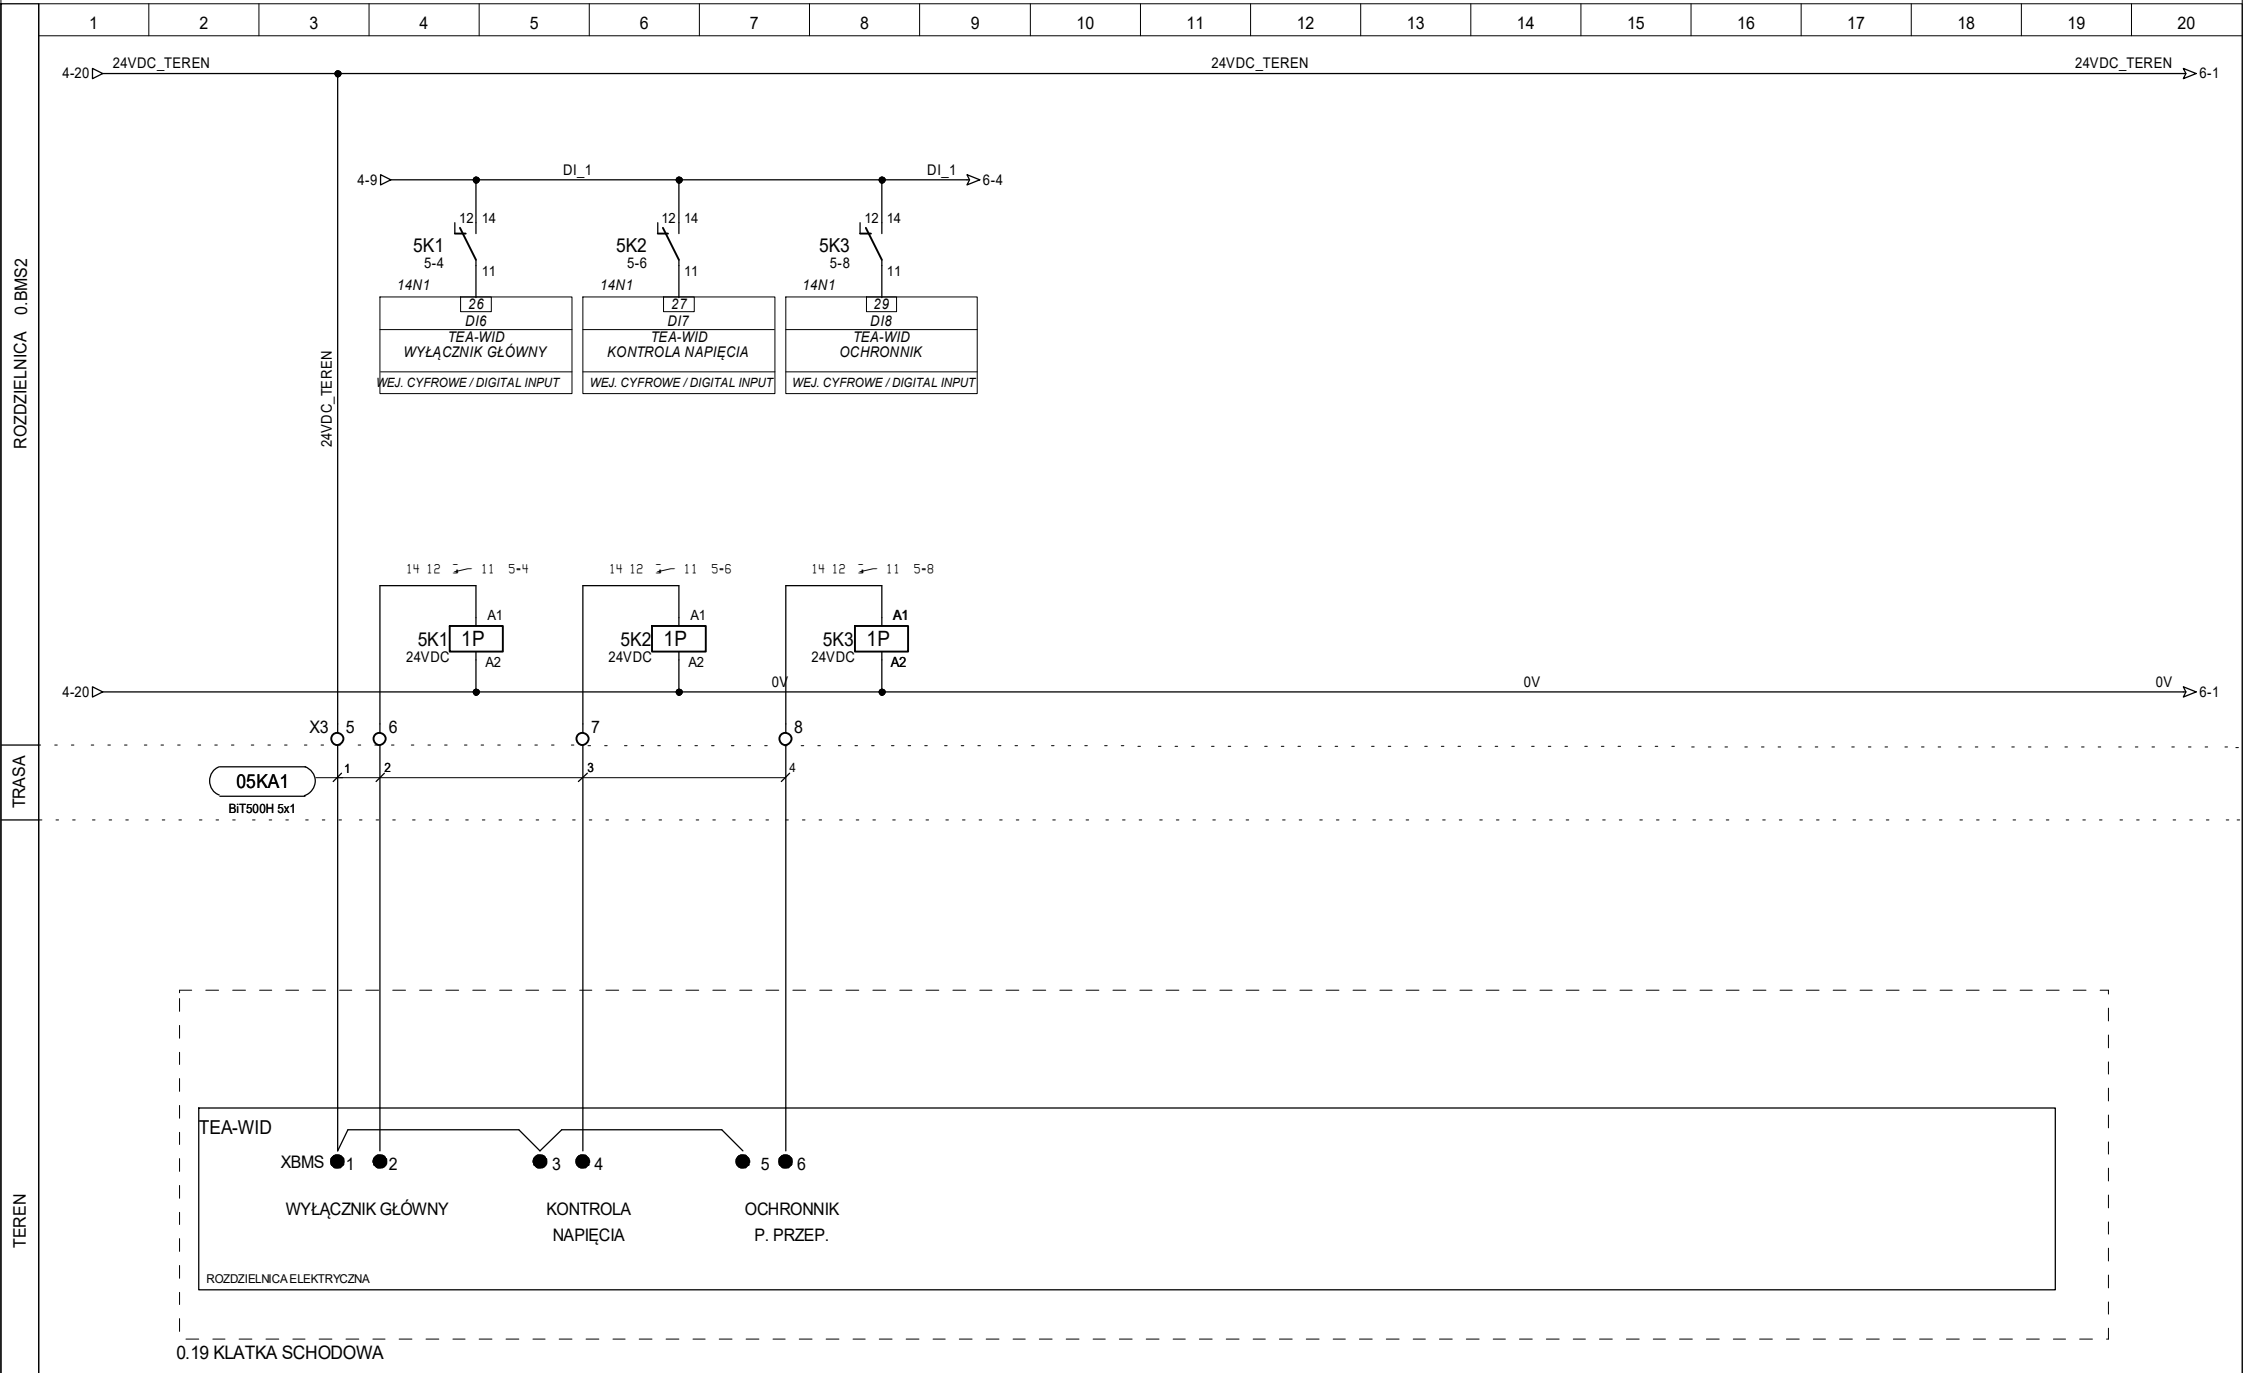 1 2 3 4 5 6 7 8 9 10 11 12 13 14 15 16 17 18 19 20
4-20 24VDC_TEREN 24VDC_TEREN 24VDC_TEREN 6-1
4-9 DI_1 DI_1 6-4
12 14 12 14 12 14
5K1 5K2 5K3
5-4 5-6 5-8
11 11 11
14N1 14N1 14N1
26 27 29
DI6 DI7 DI8
TEA-WID TEA-WID TEA-WID
WYŁĄCZNIK GŁÓWNY KONTROLA NAPIĘCIA OCHRONNIK
WEJ. CYFROWE / DIGITAL INPUT WEJ. CYFROWE / DIGITAL INPUT WEJ. CYFROWE / DIGITAL INPUT
ROZDZIELNICA 0.BMS2
24VDC_TEREN
14 12 11 5-4 14 12 11 5-6 14 12 11 5-8
A1 A1 A1
5K1 1P 5K2 1P 5K3 1P
24VDC A2 24VDC A2 24VDC A2
4-20 0V 0V 0V 6-1
X3 5 6 7 8
TRASA
1 2 3 4
05KA1
BiT500H 5x1
TEREN
TEA-WID
XBMS 1 2 3 4 5 6
WYŁĄCZNIK GŁÓWNY KONTROLA OCHRONNIK
NAPIĘCIA P. PRZEP.
ROZDZIELNICA ELEKTRYCZNA
0.19 KLATKA SCHODOWA